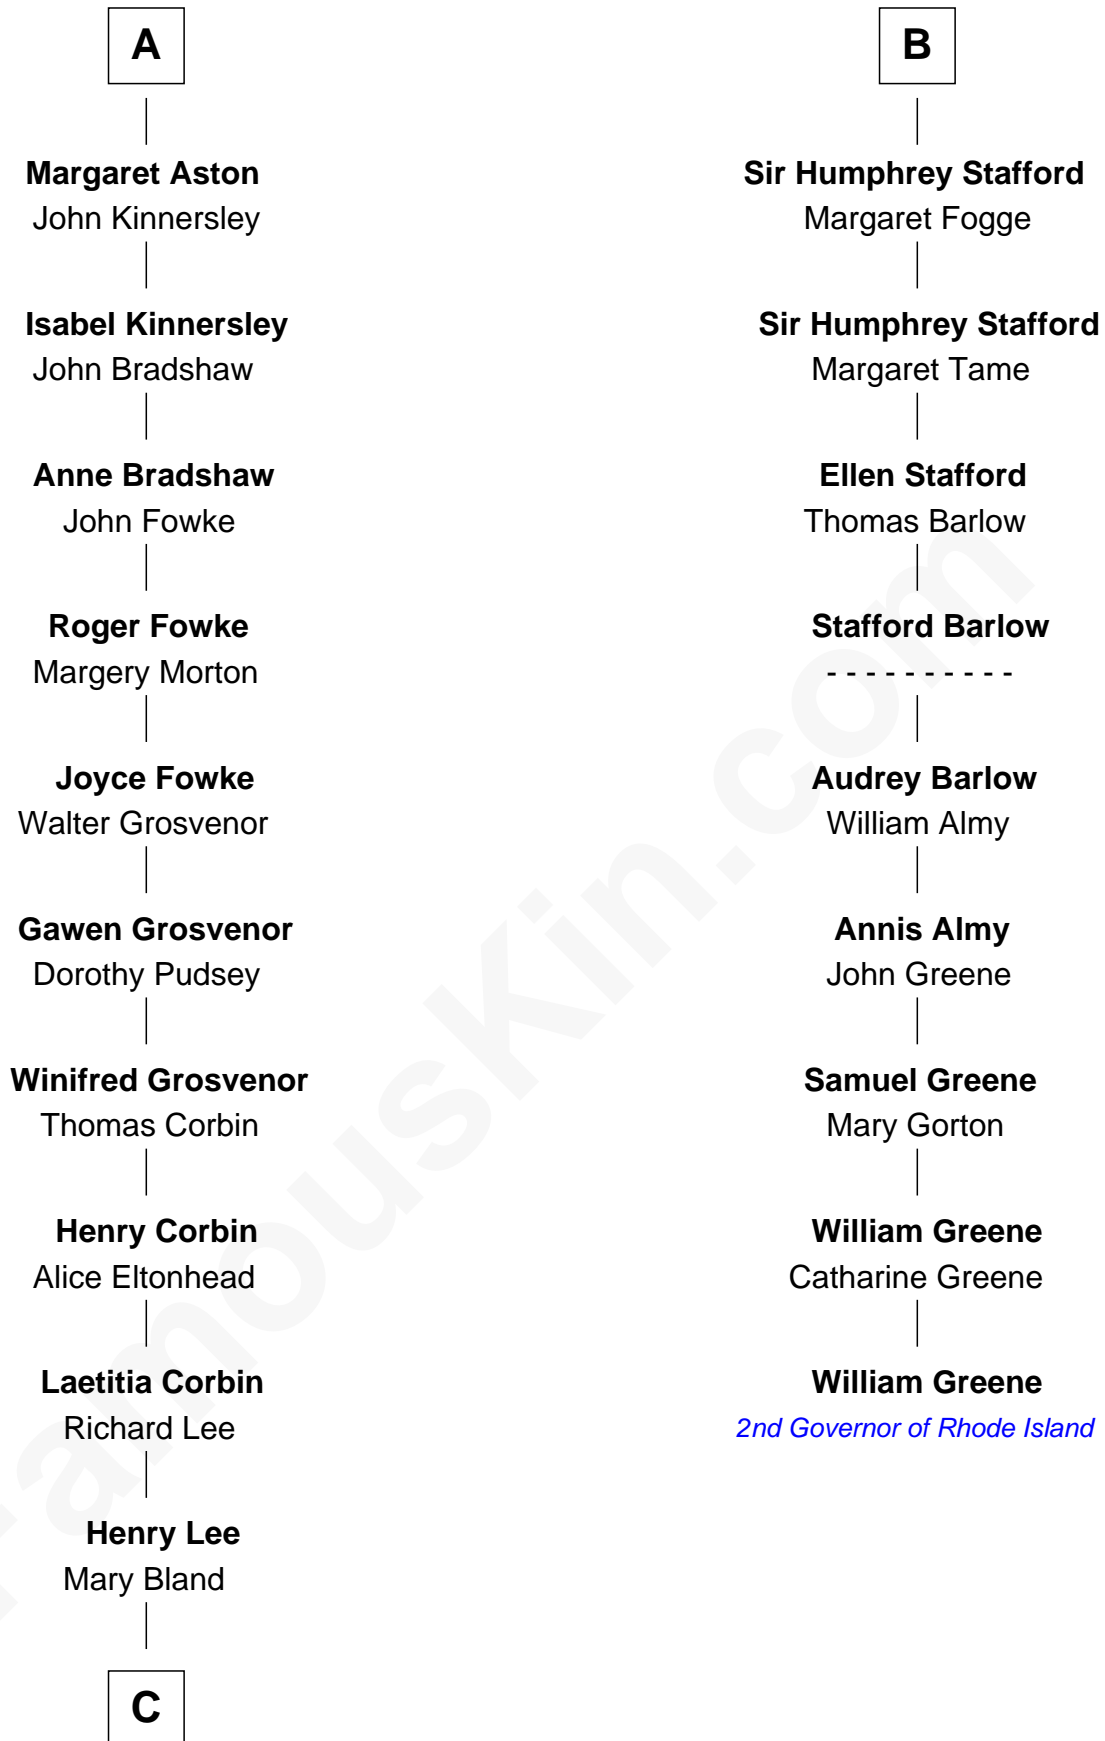 A
Margaret Aston
John Kinnersley
Isabel Kinnersley
John Bradshaw
Anne Bradshaw
John Fowke
Roger Fowke
Margery Morton
Joyce Fowke
Walter Grosvenor
Gawen Grosvenor
Dorothy Pudsey
Winifred Grosvenor
Thomas Corbin
Henry Corbin
Alice Eltonhead
Laetitia Corbin
Richard Lee
Henry Lee
Mary Bland
C
B
Sir Humphrey Stafford
Margaret Fogge
Sir Humphrey Stafford
Margaret Tame
Ellen Stafford
Thomas Barlow
Stafford Barlow
- - - - - - - - - -
Audrey Barlow
William Almy
Annis Almy
John Greene
Samuel Greene
Mary Gorton
William Greene
Catharine Greene
William Greene
2nd Governor of Rhode Island
FamousKin.com